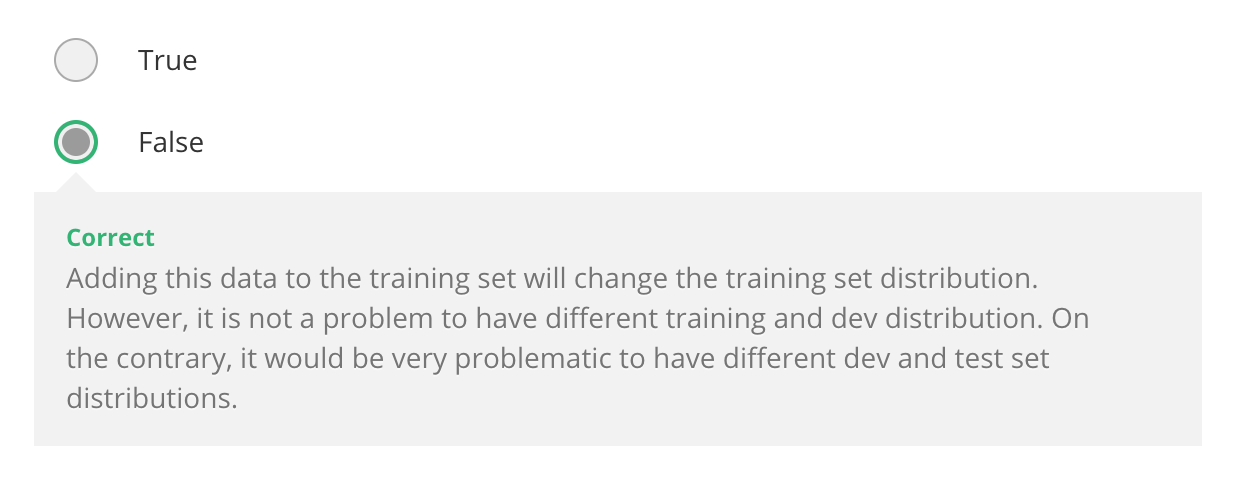 True
False
Correct
Adding this data to the training set will change the training set distribution.
However, it is not a problem to have different training and dev distribution. On
the contrary, it would be very problematic to have different dev and test set
distributions.